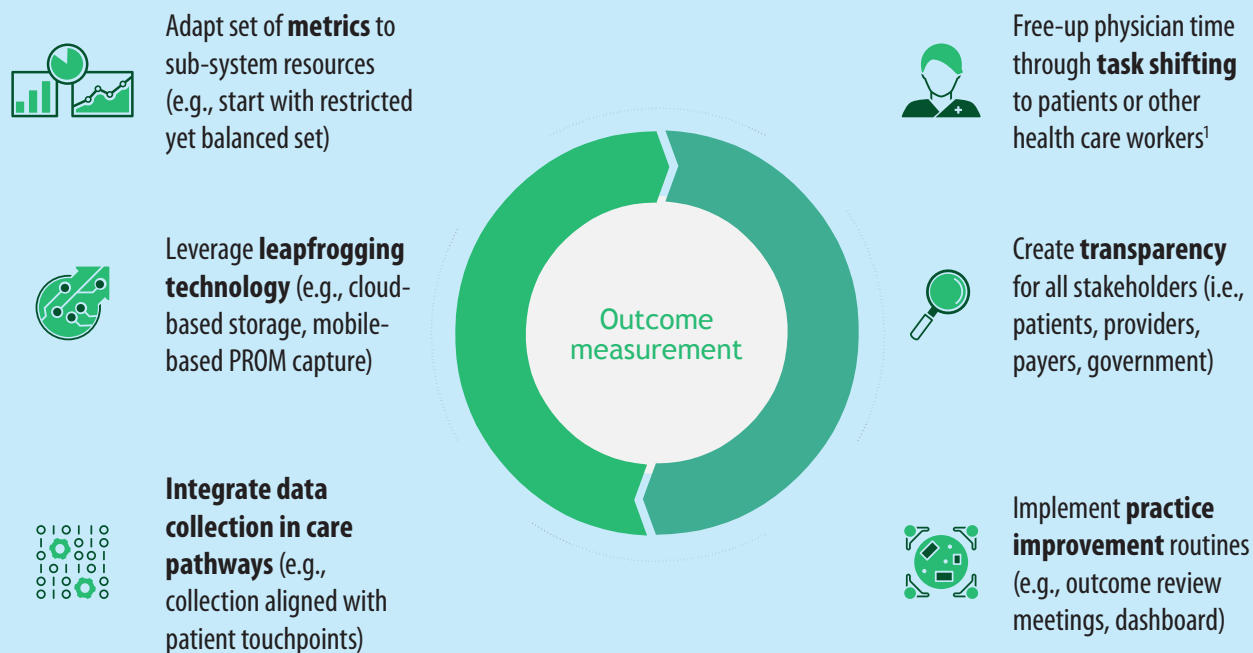 Adapt set of metrics to
sub-system resources
(e.g., start with restricted
yet balanced set)
Leverage leapfrogging
technology (e.g., cloud-
based storage, mobile-
based PROM capture)
Integrate data
collection in care
pathways (e.g.,
collection aligned with
patient touchpoints)
Outcome
measurement
Free-up physician time
through task shifting
to patients or other
health care workers¹
Create transparency
for all stakeholders (i.e.,
patients, providers,
payers, government)
Implement practice
improvement routines
(e.g., outcome review
meetings, dashboard)